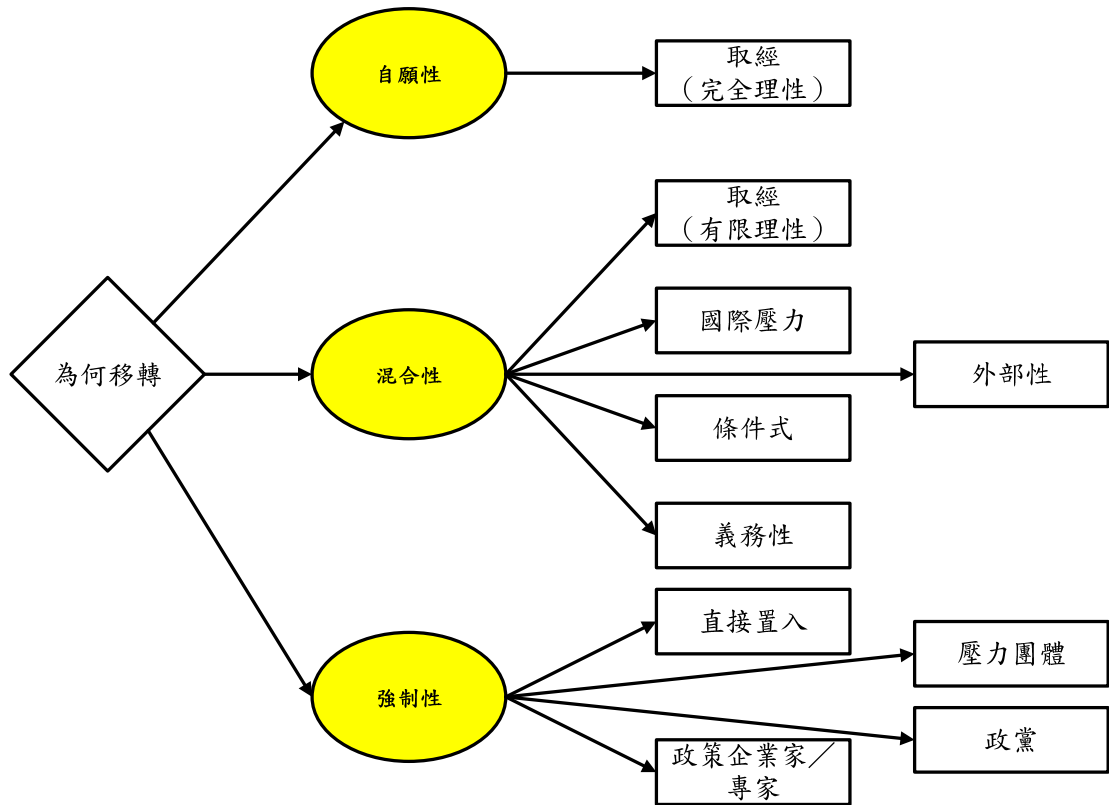 為何移轉
自願性
取經
（完全理性）
混合性
取經
（有限理性）
國際壓力
外部性
條件式
義務性
強制性
直接置入
壓力團體
政黨
政策企業家／
專家